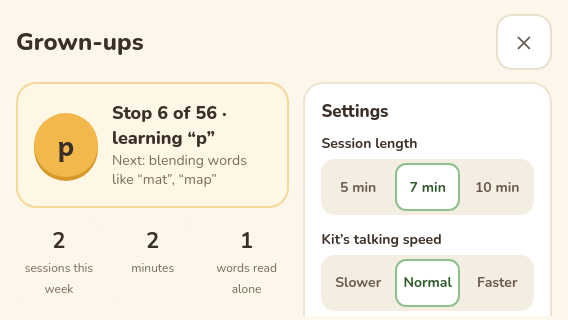 Grown-ups
p
Stop 6 of 56 ·
learning “p”
Next: blending words
like “mat”, “map”
2
sessions this
week
2
minutes
1
words read
alone
Settings
Session length
5 min
7 min
10 min
Kit’s talking speed
Slower
Normal
Faster